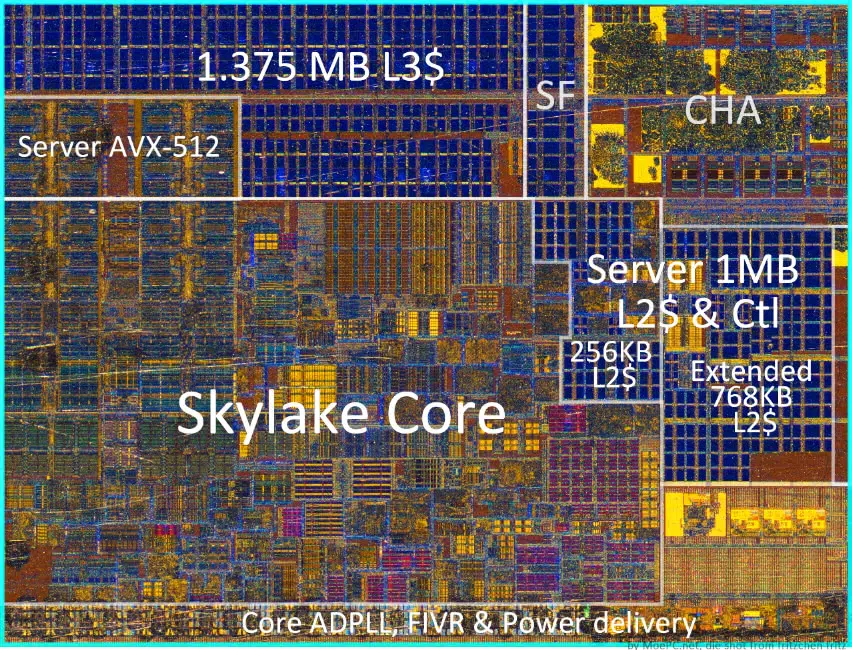 1.375 MB L3$
SF
CHA
Server AVX-512
Server 1MB
L2$ & Ctl
256KB
L2$
Extended
768KB
L2$
Skylake Core
Core ADPLL, FIVR & Power delivery
by MoePC.net, die shot from fritzchen fritz